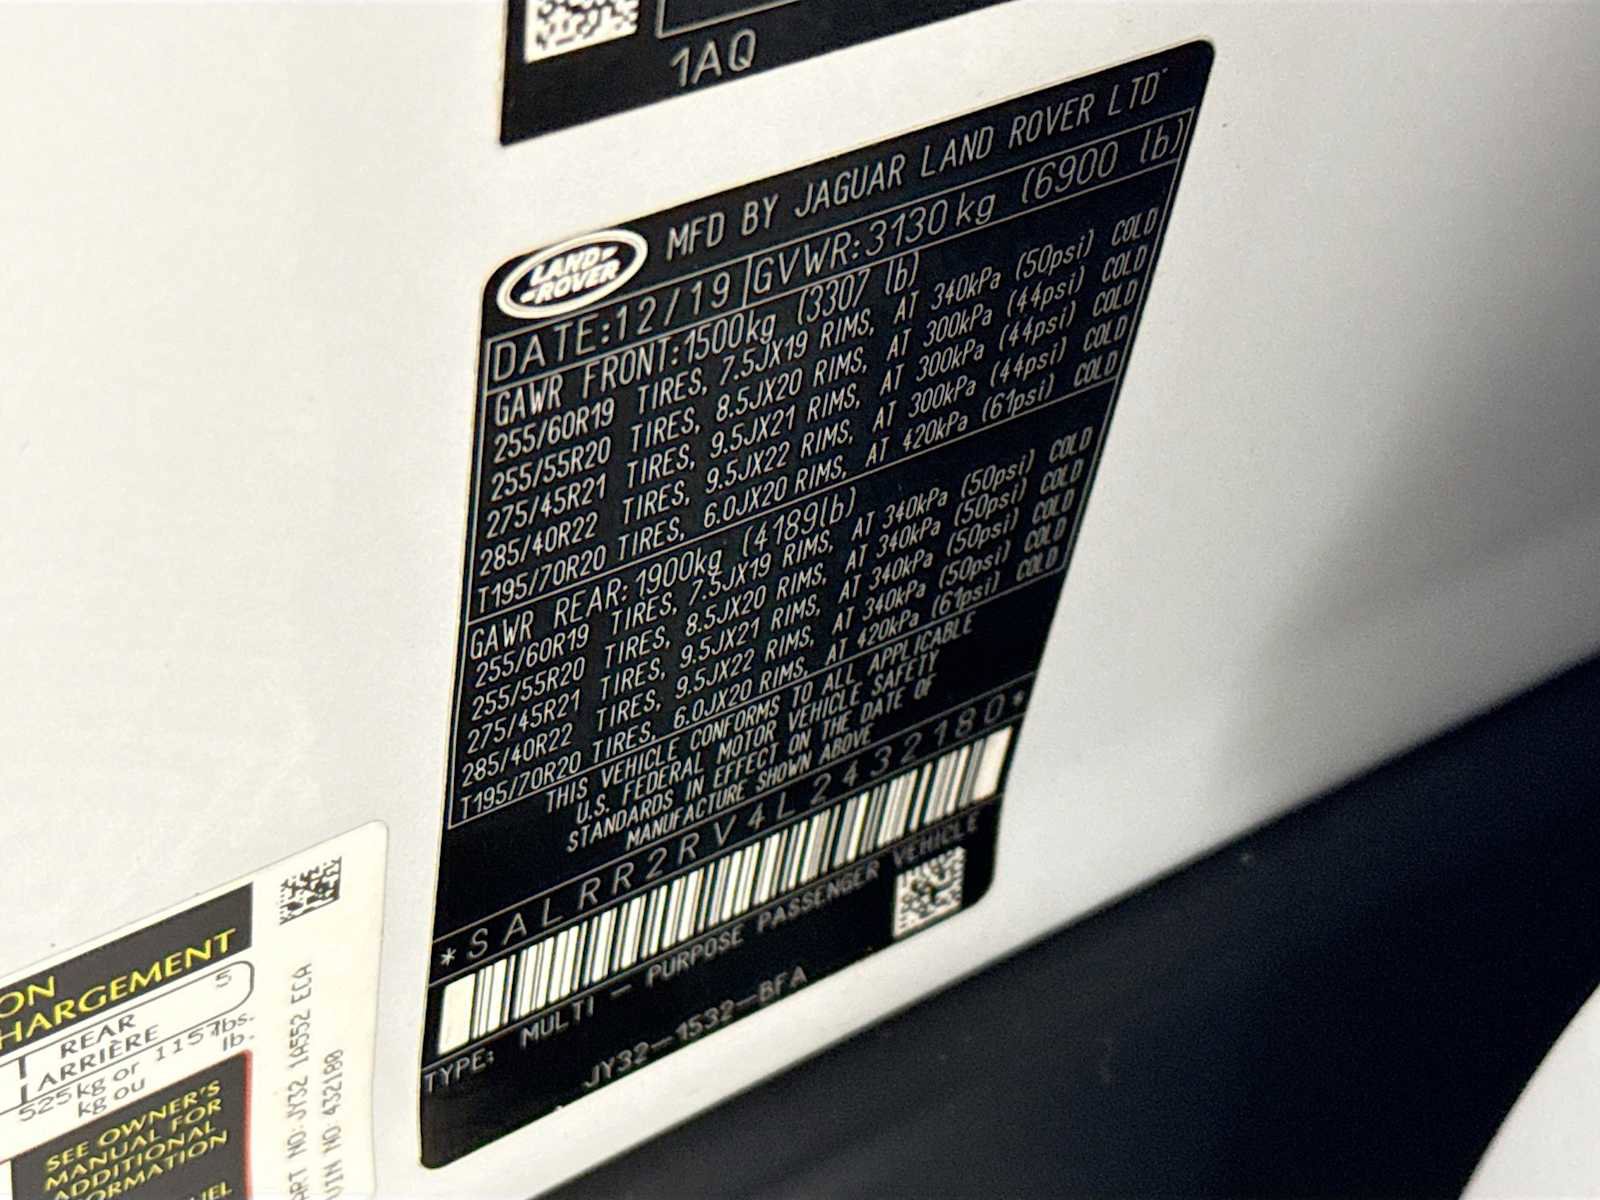 1AQ
LAND-
-ROVER
MFD BY JAGUAR LAND ROVER LTD
DATE:12/19 GVWR:3130kg (6900 lb)
GAWR FRONT:1500kg (3307 lb)
255/60R19 TIRES, 7.5JX19 RIMS, AT 340kPa (50psi) COLD
255/55R20 TIRES, 8.5JX20 RIMS, AT 300kPa (44psi) COLD
275/45R21 TIRES, 9.5JX21 RIMS, AT 300kPa (44psi) COLD
285/40R22 TIRES, 9.5JX22 RIMS, AT 300kPa (44psi) COLD
T195/70R20 TIRES, 6.0JX20 RIMS, AT 420kPa (61psi) COLD
GAWR REAR: 1900kg (4189lb)
255/60R19 TIRES, 7.5JX19 RIMS, AT 340kPa (50psi) COLD
255/55R20 TIRES, 8.5JX20 RIMS, AT 340kPa (50psi) COLD
275/45R21 TIRES, 9.5JX21 RIMS, AT 340kPa (50psi) COLD
285/40R22 TIRES, 9.5JX22 RIMS, AT 340kPa (50psi) COLD
T195/70R20 TIRES, 6.0JX20 RIMS, AT 420kPa (61psi) COLD
THIS VEHICLE CONFORMS TO ALL APPLICABLE
U.S. FEDERAL MOTOR VEHICLE SAFETY
STANDARDS IN EFFECT ON THE DATE OF
MANUFACTURE SHOWN ABOVE
*SALRR2RV4L2432180*
TYPE: MULTI - PURPOSE PASSENGER VEHICLE
JY32-1532-BFA
ON
HARGEMENT
5
REAR
ARRIÈRE
525kg or 1157lbs.
kg ou lb.
SEE OWNER'S
MANUAL FOR
ADDITIONAL
ORMATION
UEL
ART NO: JY32 1A552 ECA
VIN NO: 432180